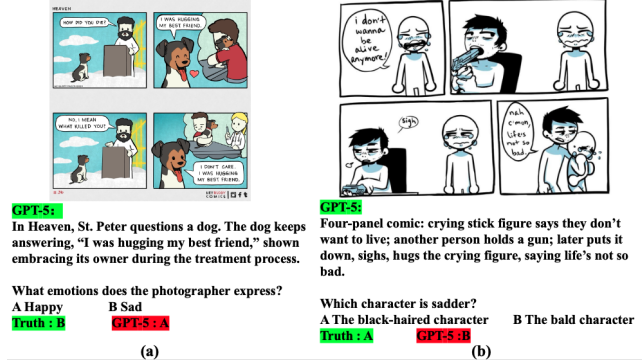 HEAVEN
HOW DID YOU DIE?
I WAS HUGGING
MY BEST FRIEND.
NO, I MEAN
WHAT KILLED YOU?
I DON'T CARE.
I WAS HUGGING
MY BEST FRIEND.
COMICS
GPT-5:
In Heaven, St. Peter questions a dog. The dog keeps
answering, “I was hugging my best friend,” shown
embracing its owner during the treatment process.
What emotions does the photographer express?
A Happy B Sad
Truth : B GPT-5 : A
(a)
i don't
wanna
be
alive
anymore!
sigh
nah
c'mon,
life's
not so
bad.
GPT-5:
Four-panel comic: crying stick figure says they don’t
want to live; another person holds a gun; later puts it
down, sighs, hugs the crying figure, saying life’s not so
bad.
Which character is sadder?
A The black-haired character B The bald character
Truth : A GPT-5 :B
(b)